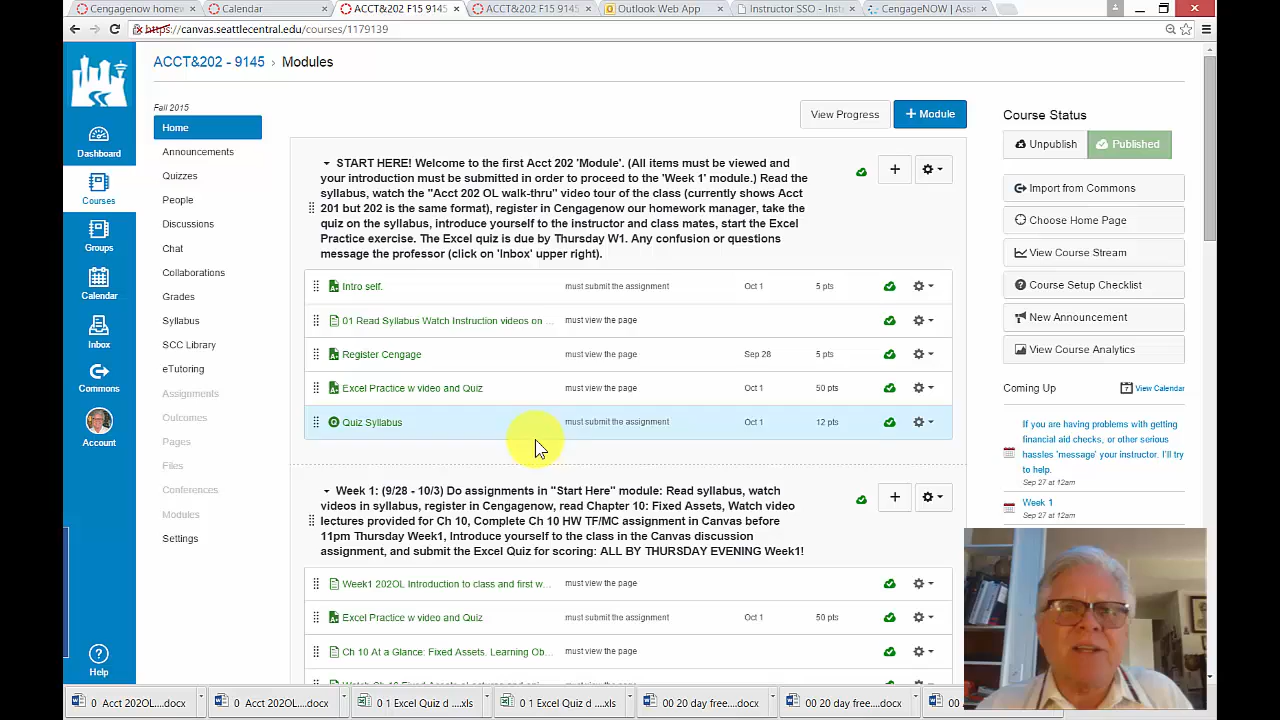 Cengagenow home
Calendar
ACCT&202 F15 9145
ACCT&202 F15 9145
Outlook Web App
Instructor SSO - Inst
CengageNOW | Assi
https://canvas.seattlecentral.edu/courses/1179139
ACCT&202 - 9145 › Modules
Fall 2015
Home
Announcements
Quizzes
People
Discussions
Chat
Collaborations
Grades
Syllabus
SCC Library
eTutoring
Assignments
Outcomes
Pages
Files
Conferences
Modules
Settings
Dashboard
Courses
Groups
Calendar
Inbox
Commons
Account
Help
View Progress
+ Module
START HERE! Welcome to the first Acct 202 'Module'. (All items must be viewed and
your introduction must be submitted in order to proceed to the 'Week 1' module.) Read the
syllabus, watch the "Acct 202 OL walk-thru" video tour of the class (currently shows Acct
201 but 202 is the same format), register in Cengagenow our homework manager, take the
quiz on the syllabus, introduce yourself to the instructor and class mates, start the Excel
Practice exercise. The Excel quiz is due by Thursday W1. Any confusion or questions
message the professor (click on 'Inbox' upper right).
Intro self. must submit the assignment Oct 1 5 pts
01 Read Syllabus Watch Instruction videos on ... must view the page
Register Cengage must view the page Sep 28 5 pts
Excel Practice w video and Quiz must view the page Oct 1 50 pts
Quiz Syllabus must submit the assignment Oct 1 12 pts
Week 1: (9/28 - 10/3) Do assignments in "Start Here" module: Read syllabus, watch
videos in syllabus, register in Cengagenow, read Chapter 10: Fixed Assets, Watch video
lectures provided for Ch 10, Complete Ch 10 HW TF/MC assignment in Canvas before
11pm Thursday Week1, Introduce yourself to the class in the Canvas discussion
assignment, and submit the Excel Quiz for scoring: ALL BY THURSDAY EVENING Week1!
Week1 202OL Introduction to class and first w... must view the page
Excel Practice w video and Quiz must submit the assignment Oct 1 50 pts
Ch 10 At a Glance: Fixed Assets. Learning Ob... must view the page
Course Status
Unpublish
Published
Import from Commons
Choose Home Page
View Course Stream
Course Setup Checklist
New Announcement
View Course Analytics
Coming Up
View Calendar
If you are having problems with getting
financial aid checks, or other serious
hassles 'message' your instructor. I'll try
to help.
Sep 27 at 12am
Week 1
Sep 27 at 12am
0 Acct 202OL....docx
0 Acct 202OL....docx
0 1 Excel Quiz d ....xls
0 1 Excel Quiz d ....xls
00 20 day free....docx
00 20 day free....docx
00